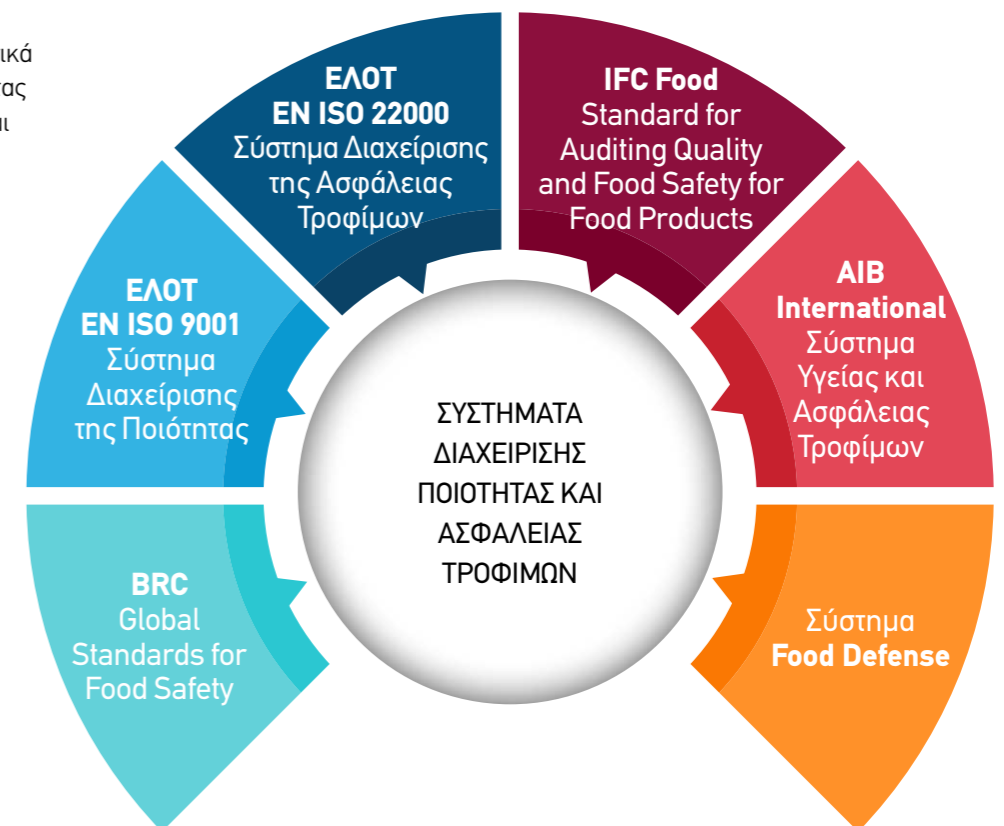 ικά
ΕΛΟΤ
EN ISO 22000
Σύστημα Διαχείρισης
της Ασφάλειας
Τροφίμων
IFC Food
Standard for
Auditing Quality
and Food Safety for
Food Products
ΕΛΟΤ
EN ISO 9001
Σύστημα
Διαχείρισης
της Ποιότητας
AIB
International
Σύστημα
Υγείας και
Ασφάλειας
Τροφίμων
ΣΥΣΤΗΜΑΤΑ
ΔΙΑΧΕΙΡΙΣΗΣ
ΠΟΙΟΤΗΤΑΣ ΚΑΙ
ΑΣΦΑΛΕΙΑΣ
ΤΡΟΦΙΜΩΝ
BRC
Global
Standards for
Food Safety
Σύστημα
Food Defense